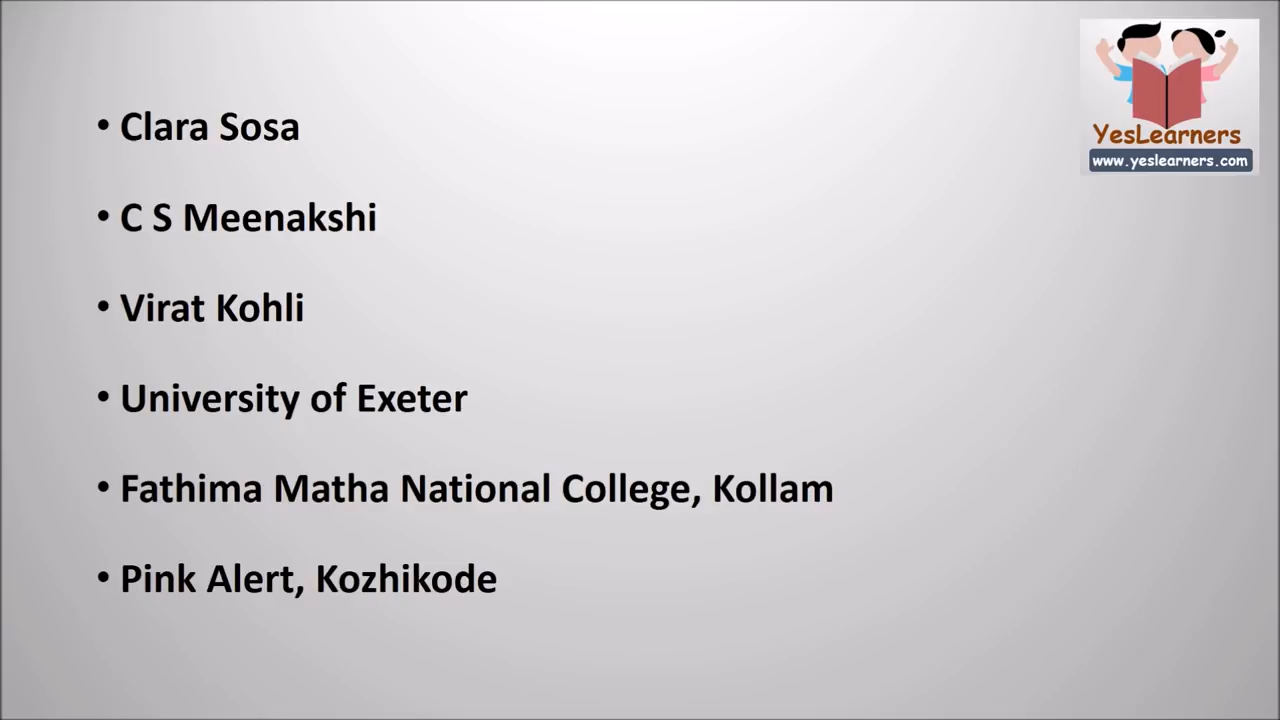 • Clara Sosa
• C S Meenakshi
• Virat Kohli
• University of Exeter
• Fathima Matha National College, Kollam
• Pink Alert, Kozhikode
YesLearners
www.yeslearners.com